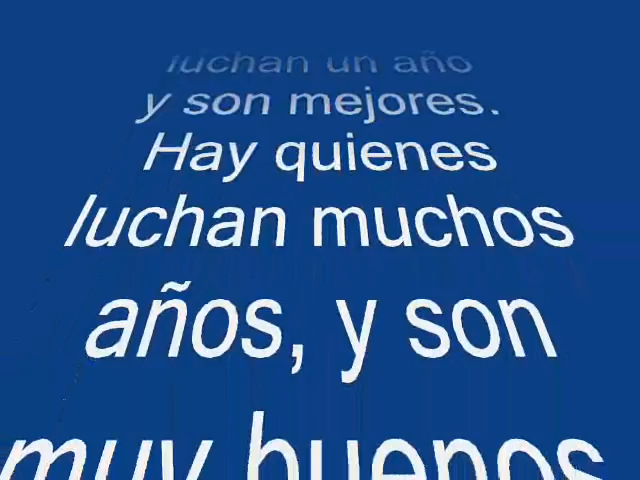 luchan un año
y son mejores.
Hay quienes
luchan muchos
años, y son
muy buenos